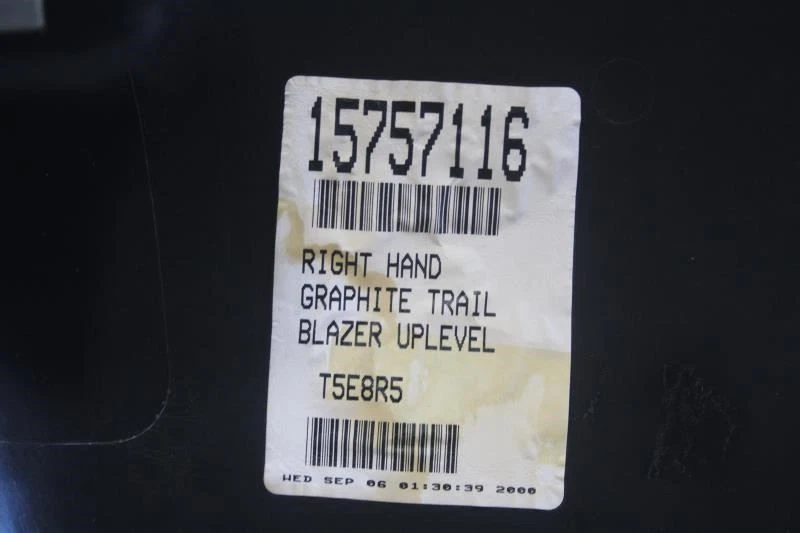 15757116
RIGHT HAND
GRAPHITE TRAIL
BLAZER UPLEVEL
T5E8R5
WED SEP 06 01:30:39 2000